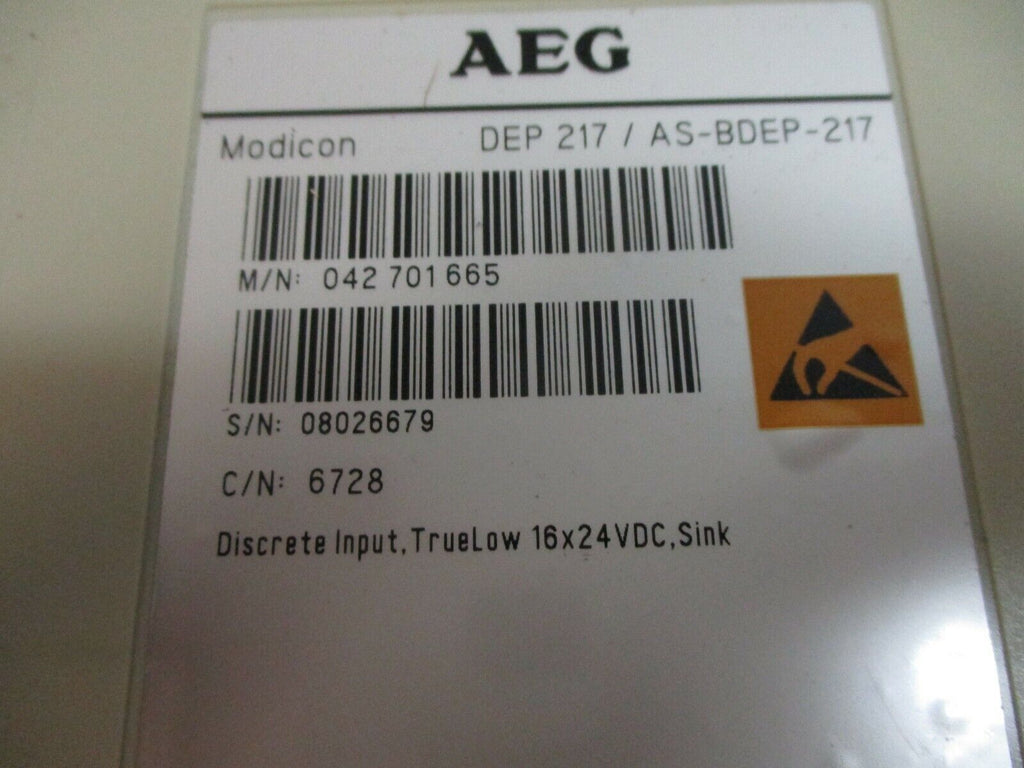 AEG
Modicon DEP 217 / AS-BDEP-217
M/N: 042 701 665
S/N: 08026679
C/N: 6728
Discrete Input,TrueLow 16x24VDC,Sink